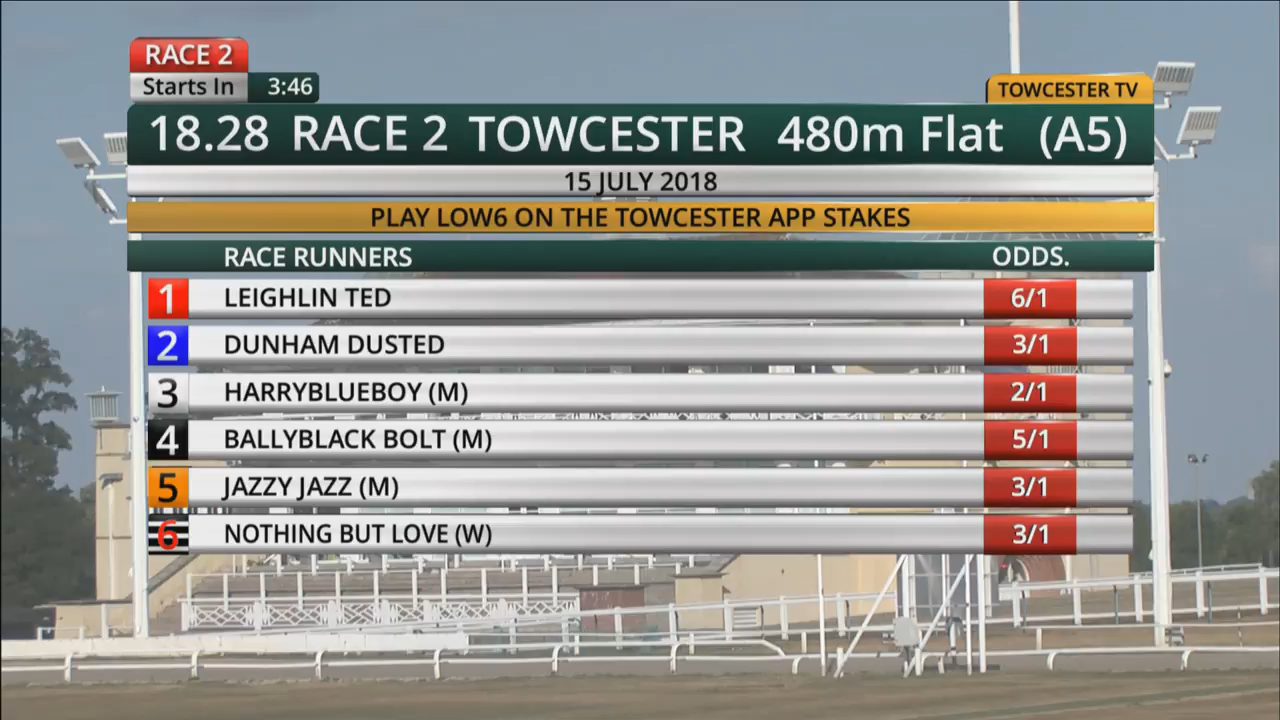 RACE 2
Starts In 3:46
TOWCESTER TV
18.28 RACE 2 TOWCESTER 480m Flat (A5)
15 JULY 2018
PLAY LOW6 ON THE TOWCESTER APP STAKES
RACE RUNNERS ODDS.
1 LEIGHLIN TED 6/1
2 DUNHAM DUSTED 3/1
3 HARRYBLUEBOY (M) 2/1
4 BALLYBLACK BOLT (M) 5/1
5 JAZZY JAZZ (M) 3/1
6 NOTHING BUT LOVE (W) 3/1